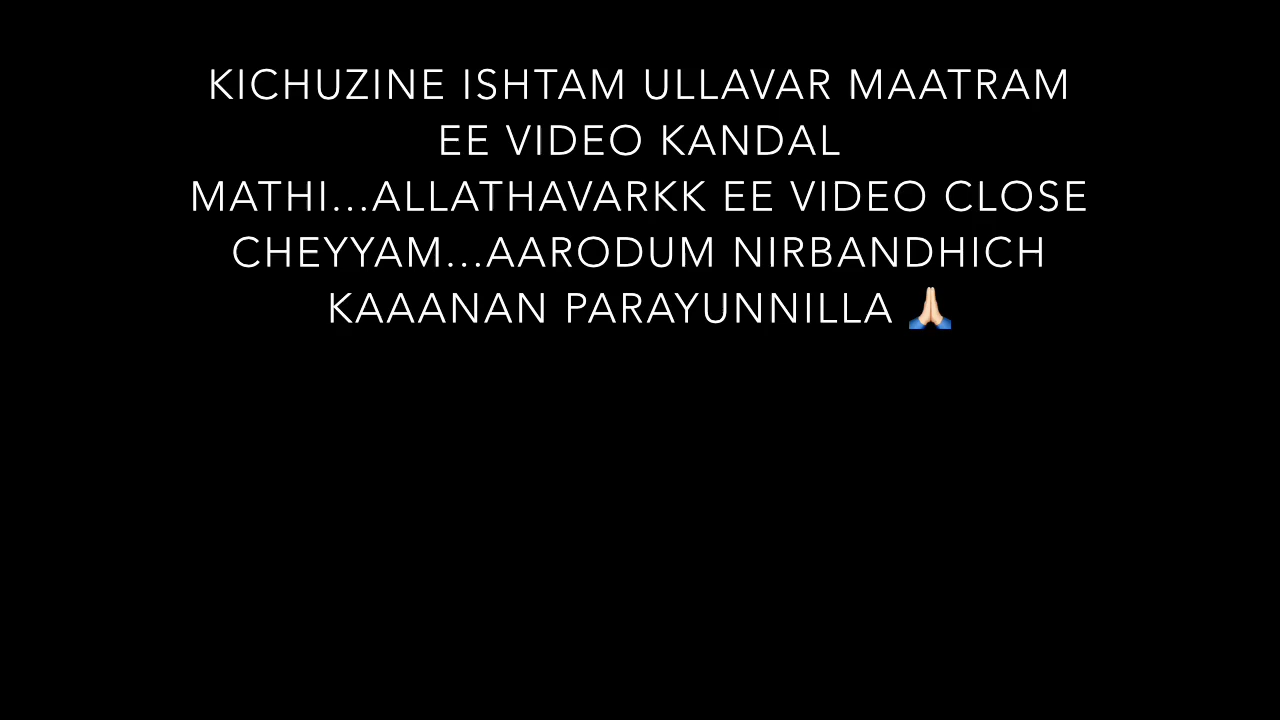 KICHUZINE ISHTAM ULLAVAR MAATRAM
EE VIDEO KANDAL
MATHI...ALLATHAVARKK EE VIDEO CLOSE
CHEYYAM...AARODUM NIRBANDHICH
KAAANAN PARAYUNNILLA 🙏🏻